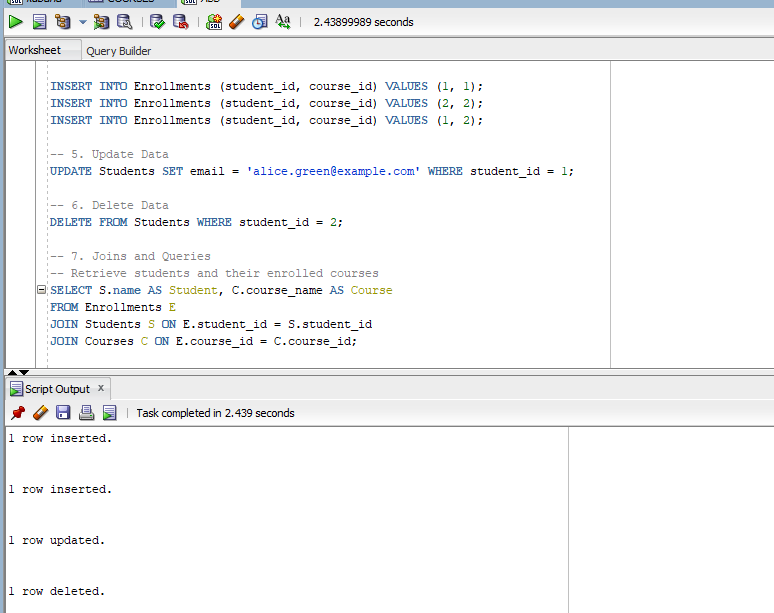 COURSES
2.43899989 seconds
Worksheet Query Builder
INSERT INTO Enrollments (student_id, course_id) VALUES (1, 1);
INSERT INTO Enrollments (student_id, course_id) VALUES (2, 2);
INSERT INTO Enrollments (student_id, course_id) VALUES (1, 2);
-- 5. Update Data
UPDATE Students SET email = 'alice.green@example.com' WHERE student_id = 1;
-- 6. Delete Data
DELETE FROM Students WHERE student_id = 2;
-- 7. Joins and Queries
-- Retrieve students and their enrolled courses
SELECT S.name AS Student, C.course_name AS Course
FROM Enrollments E
JOIN Students S ON E.student_id = S.student_id
JOIN Courses C ON E.course_id = C.course_id;
Script Output x
Task completed in 2.439 seconds
1 row inserted.
1 row inserted.
1 row updated.
1 row deleted.